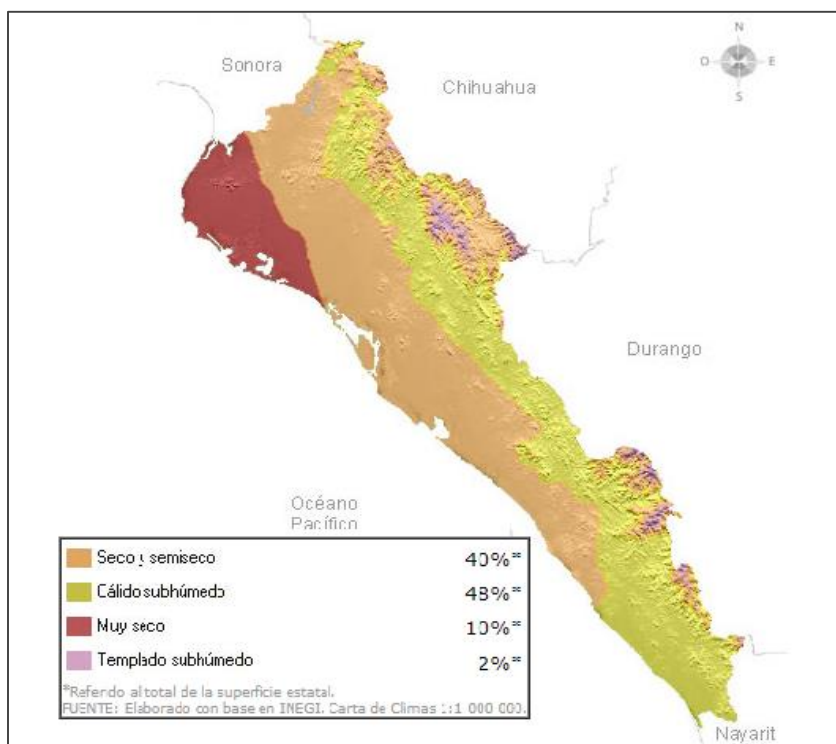 N
Sonora
O E
Chihuahua
S
Durango
Océano
Pacífico
Seco y semiseco 40%*
Cálido subhúmedo 48%*
Muy seco 10%*
Templado subhúmedo 2%*
*Referido al total de la superficie estatal.
FUENTE: Elaborado con base en INEGI. Carta de Climas 1:1 000 000.
Nayarit